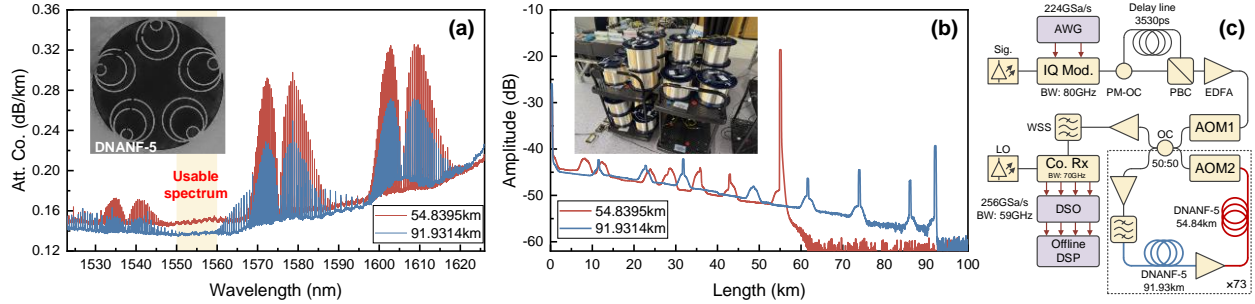 (a)
Att. Co. (dB/km)
0.36
0.32
0.28
0.24
0.20
0.16
0.12
DNANF-5
Usable
spectrum
54.8395km
91.9314km
1530 1540 1550 1560 1570 1580 1590 1600 1610 1620
Wavelength (nm)
(b)
Amplitude (dB)
-10
-20
-30
-40
-50
-60
54.8395km
91.9314km
0 10 20 30 40 50 60 70 80 90 100
Length (km)
(c)
224GSa/s
AWG
Delay line
3530ps
Sig.
IQ Mod.
BW: 80GHz
PM-OC
PBC
EDFA
WSS
OC
50:50
AOM1
AOM2
LO
Co. Rx
BW: 70GHz
256GSa/s
BW: 59GHz
DSO
Offline
DSP
DNANF-5
54.84km
DNANF-5
91.93km
×73